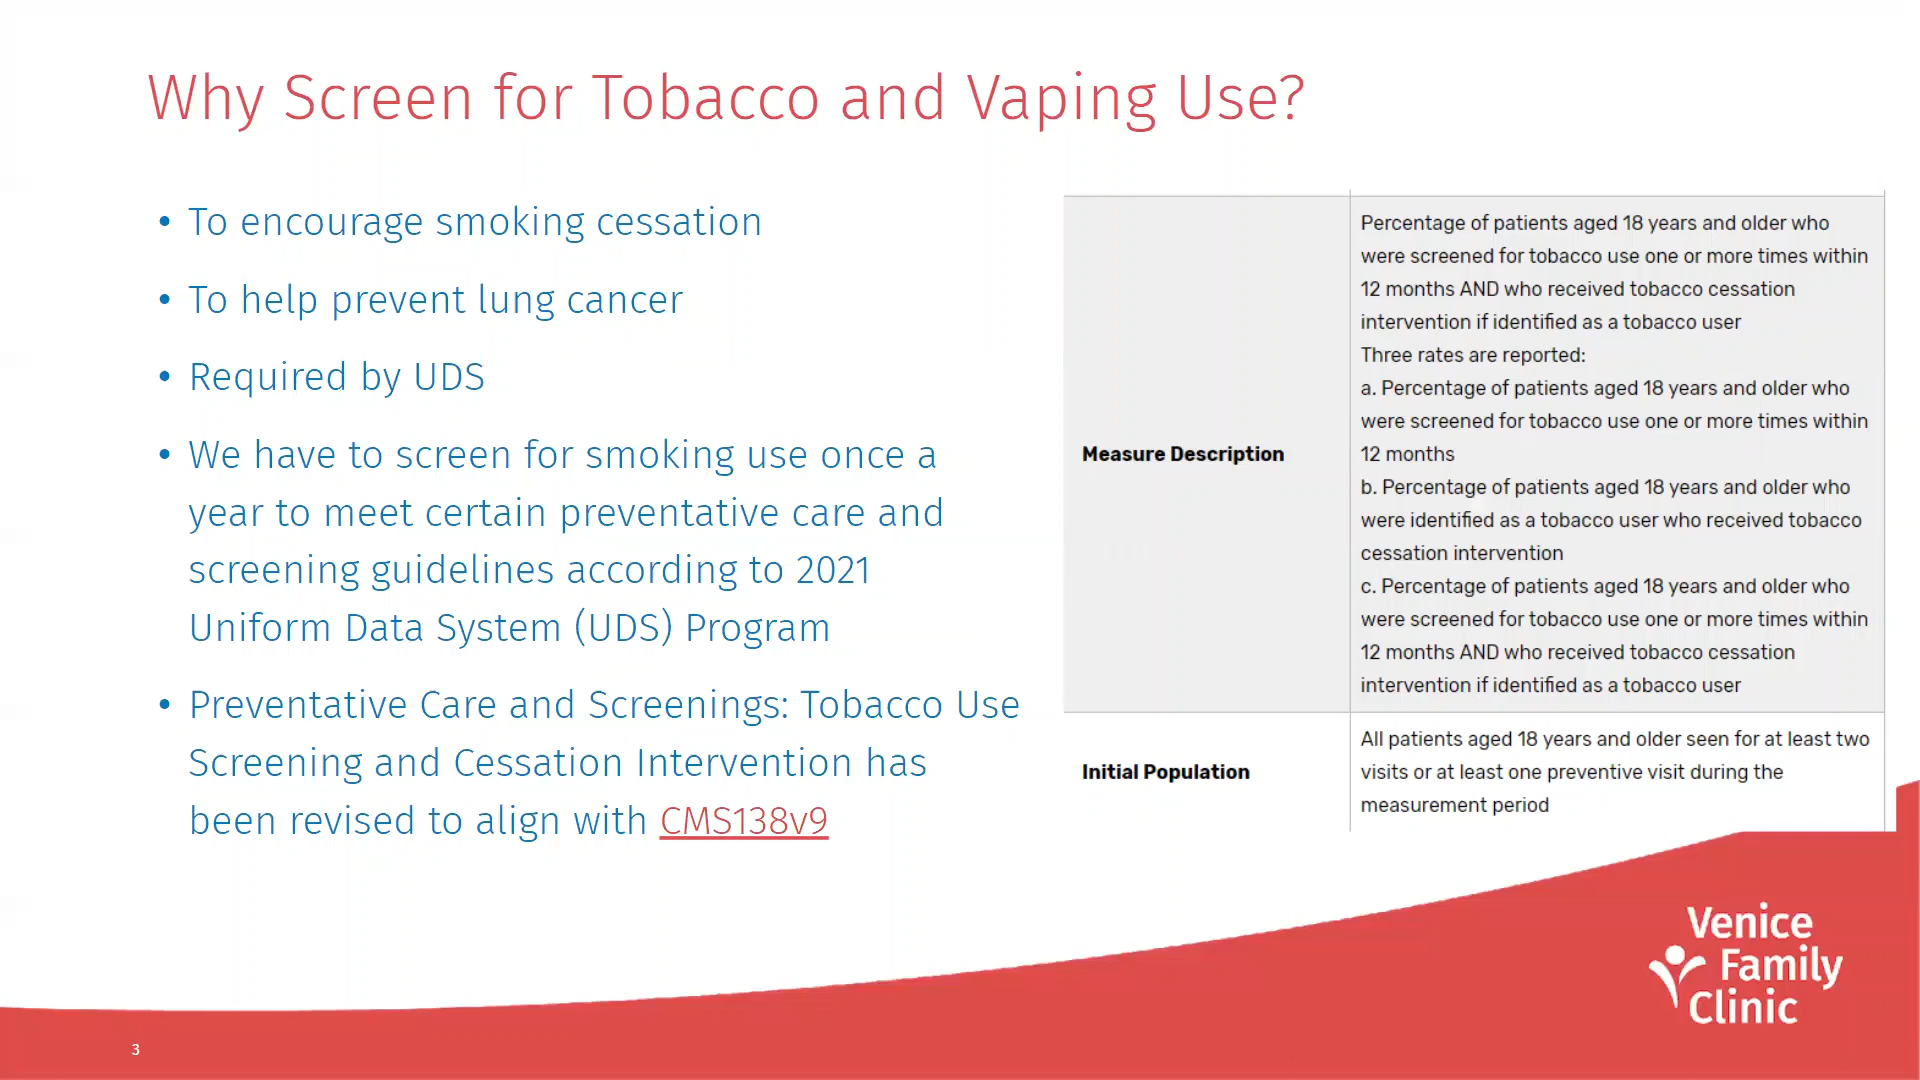 Why Screen for Tobacco and Vaping Use?
• To encourage smoking cessation
• To help prevent lung cancer
• Required by UDS
• We have to screen for smoking use once a
year to meet certain preventative care and
screening guidelines according to 2021
Uniform Data System (UDS) Program
• Preventative Care and Screenings: Tobacco Use
Screening and Cessation Intervention has
been revised to align with CMS138v9
Measure Description
Percentage of patients aged 18 years and older who
were screened for tobacco use one or more times within
12 months AND who received tobacco cessation
intervention if identified as a tobacco user
Three rates are reported:
a. Percentage of patients aged 18 years and older who
were screened for tobacco use one or more times within
12 months
b. Percentage of patients aged 18 years and older who
were identified as a tobacco user who received tobacco
cessation intervention
c. Percentage of patients aged 18 years and older who
were screened for tobacco use one or more times within
12 months AND who received tobacco cessation
intervention if identified as a tobacco user
Initial Population
All patients aged 18 years and older seen for at least two
visits or at least one preventive visit during the
measurement period
Venice
Family
Clinic
3